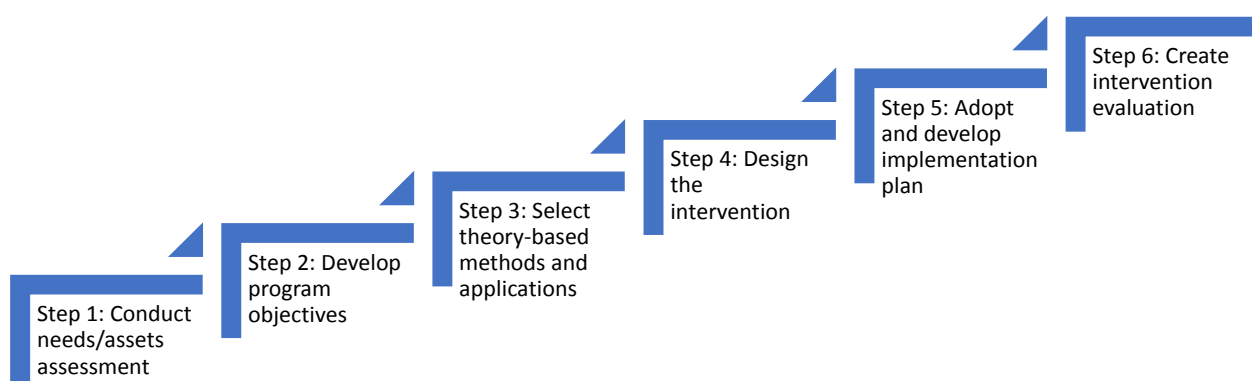 Step 1: Conduct
needs/assets
assessment
Step 2: Develop
program
objectives
Step 3: Select
theory-based
methods and
applications
Step 4: Design
the
intervention
Step 5: Adopt
and develop
implementation
plan
Step 6: Create
intervention
evaluation